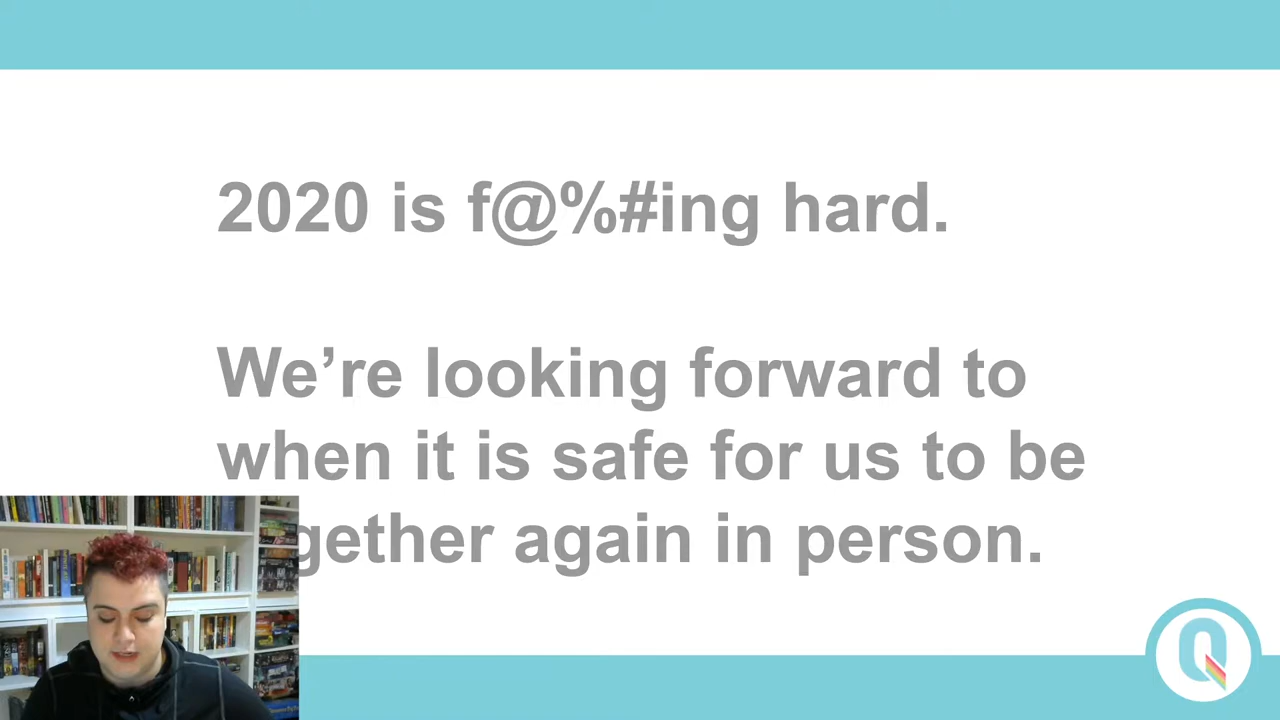 2020 is f@%#ing hard.
We’re looking forward to
when it is safe for us to be
together again in person.
Q